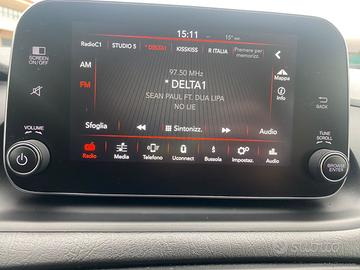 15:11 15°
RadioC1 STUDIO 5 * DELTA1 KISSKISS R ITALIA Premere per memorizz.
SCREEN ON/OFF
AM
FM
97.50 MHz
* DELTA1
SEAN PAUL FT. DUA LIPA
NO LIE
Mappa
Info
BACK
VOLUME
TUNE SCROLL
Sfoglia Sintonizz. Audio
BROWSE ENTER
Radio Media Telefono Uconnect Bussola Impostaz. Audio
subito